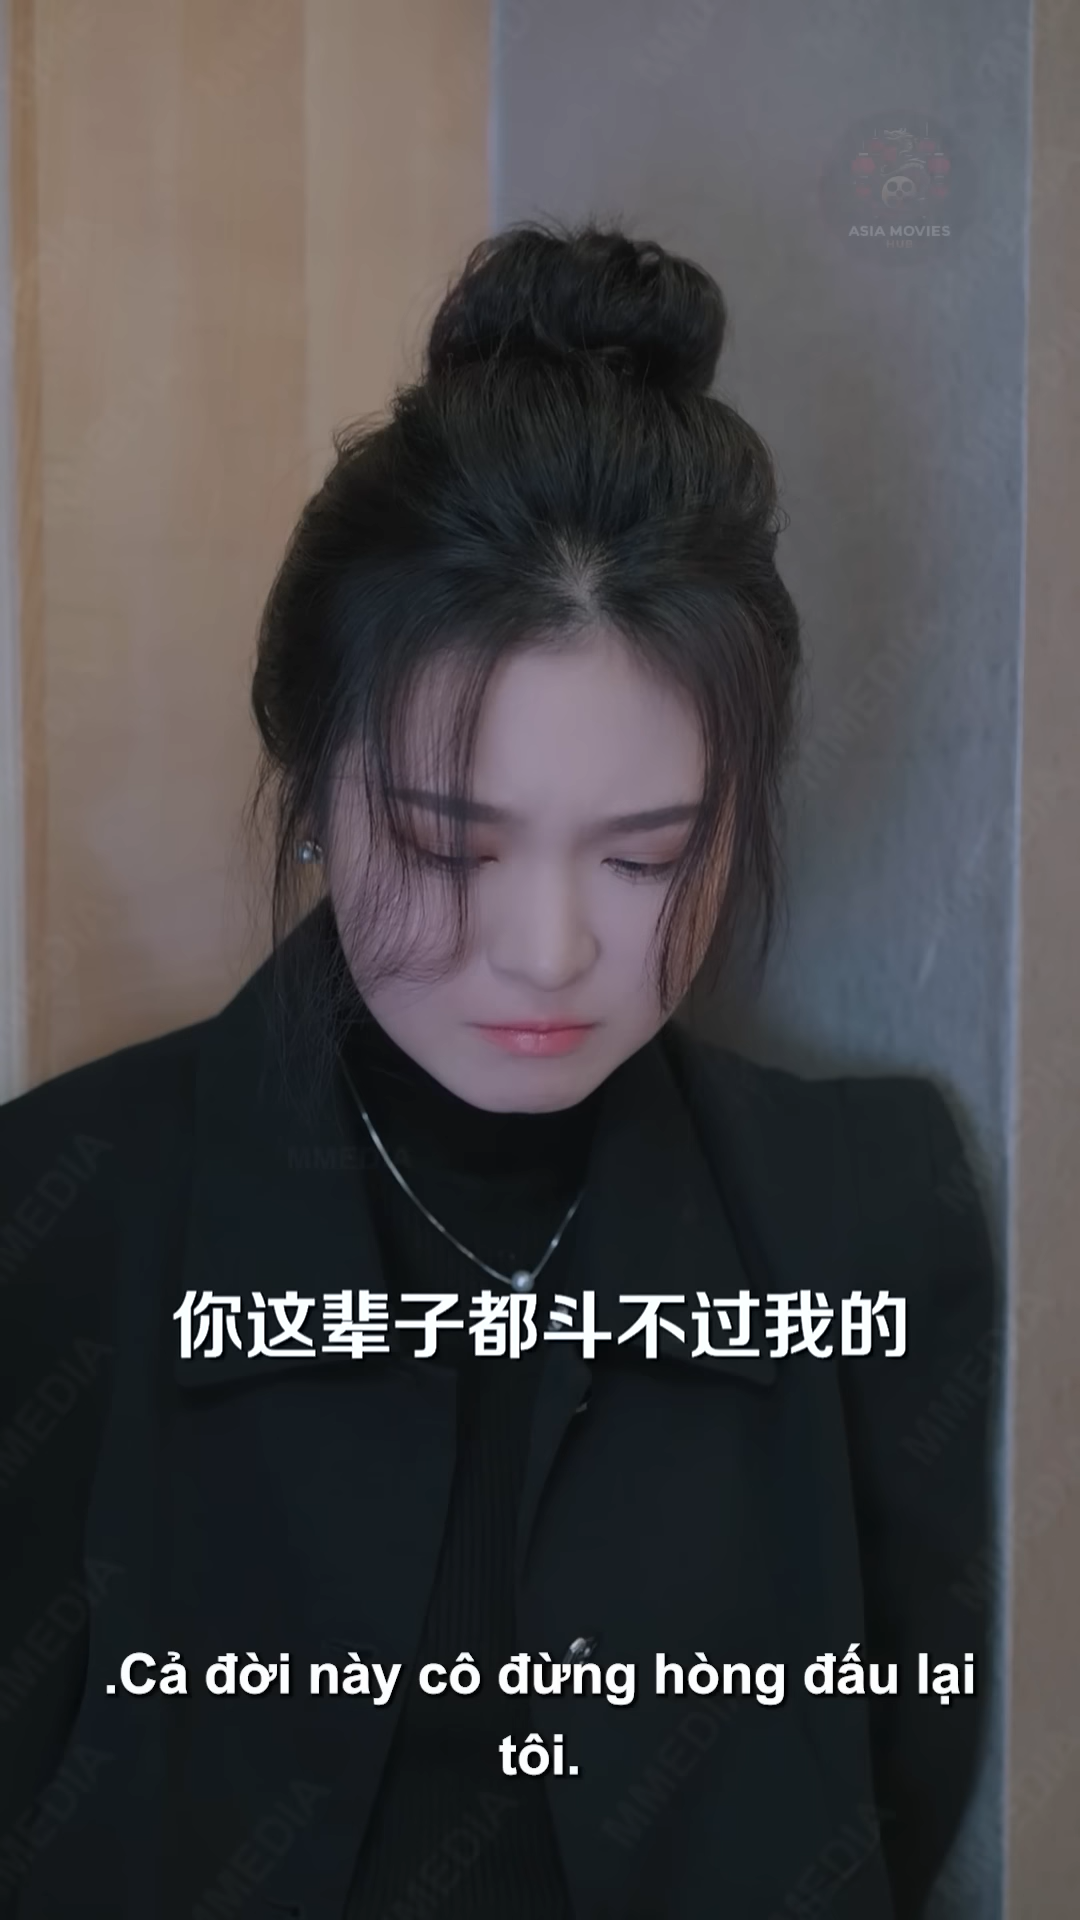 ASIA MOVIES
HUB
MMEDIA
你这辈子都斗不过我的
.Cả đời này cô đừng hòng đấu lại
tôi.